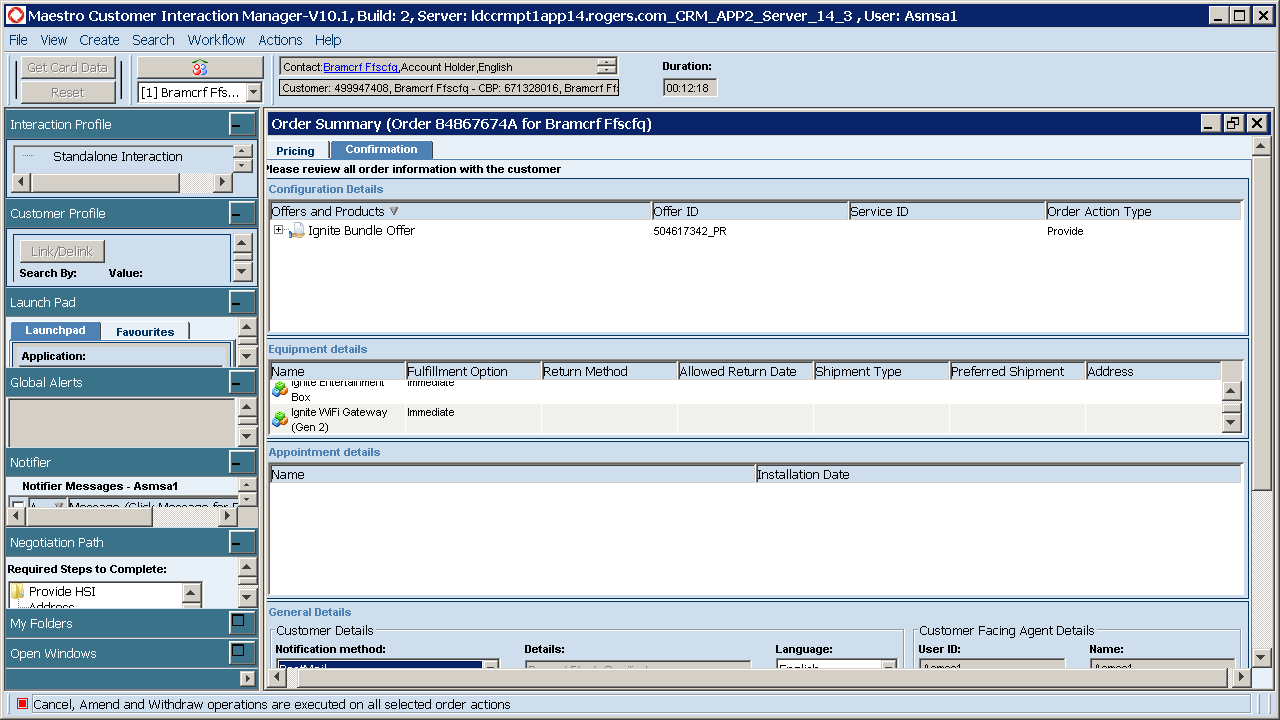 Maestro Customer Interaction Manager-V10.1, Build: 2, Server: ldccrmpt1app14.rogers.com_CRM_APP2_Server_14_3 , User: Asmsa1
File View Create Search Workflow Actions Help
Get Card Data
Reset
[1] Bramcrf Ffs...
Contact:Bramcrf Ffscfq,Account Holder,English
Customer: 499947408, Bramcrf Ffscfq - CBP: 671328016, Bramcrf Ff
Duration:
00:12:18
Interaction Profile
Standalone Interaction
Customer Profile
Link/Delink
Search By: Value:
Launch Pad
Launchpad Favourites
Application:
Global Alerts
Notifier
Notifier Messages - Asmsa1
Negotiation Path
Required Steps to Complete:
Provide HSI
Address
My Folders
Open Windows
Order Summary (Order 84867674A for Bramcrf Ffscfq)
Pricing Confirmation
Please review all order information with the customer
Configuration Details
Offers and Products Offer ID Service ID Order Action Type
Ignite Bundle Offer 504617342_PR Provide
Equipment details
Name Fulfillment Option Return Method Allowed Return Date Shipment Type Preferred Shipment Address
Ignite Entertainment Immediate
Box
Ignite WiFi Gateway Immediate
(Gen 2)
Appointment details
Name Installation Date
General Details
Customer Details Customer Facing Agent Details
Notification method: Details: Language: User ID: Name:
English Asmsa1 Asmsa1
Cancel, Amend and Withdraw operations are executed on all selected order actions